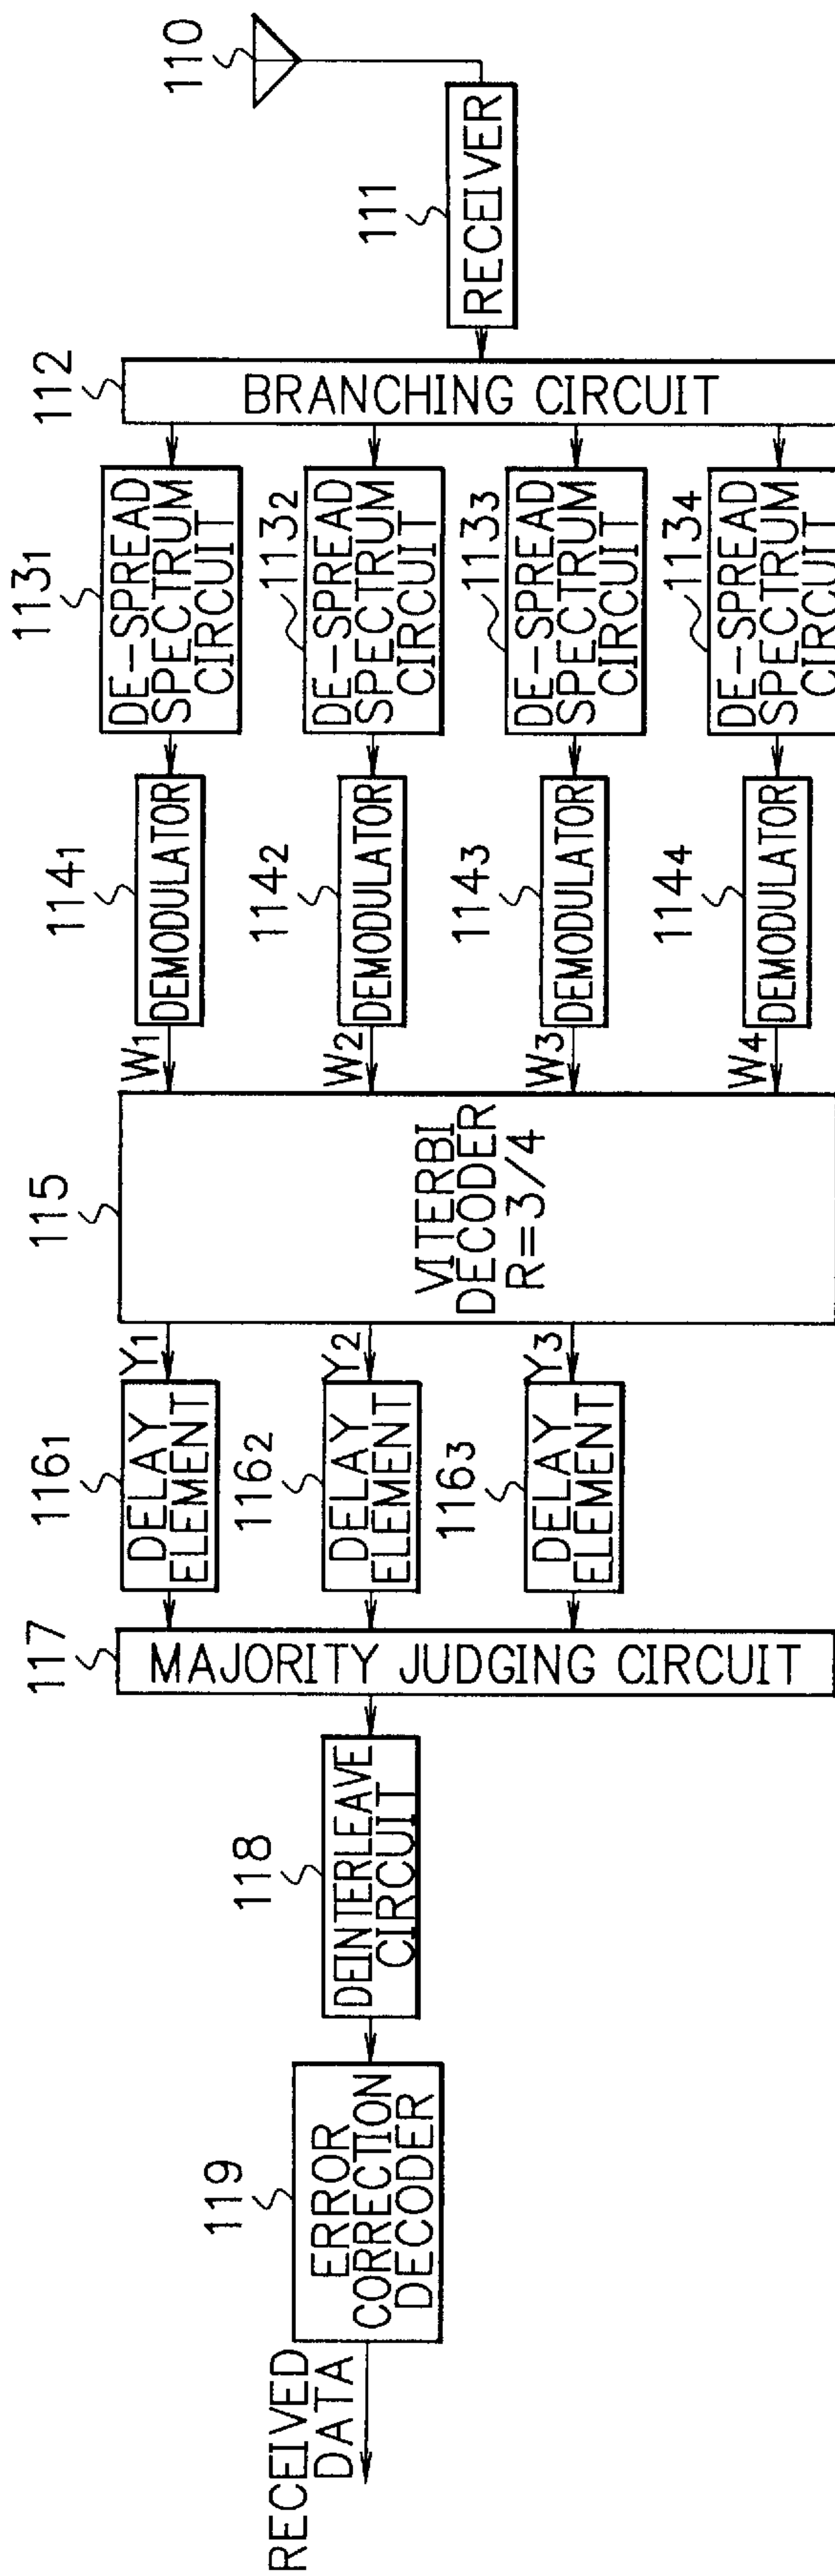 110
111
RECEIVER
112
BRANCHING CIRCUIT
1131
DE-SPREAD
SPECTRUM
CIRCUIT
1132
DE-SPREAD
SPECTRUM
CIRCUIT
1133
DE-SPREAD
SPECTRUM
CIRCUIT
1134
DE-SPREAD
SPECTRUM
CIRCUIT
1141
DEMODULATOR
1142
DEMODULATOR
1143
DEMODULATOR
1144
DEMODULATOR
W1
W2
W3
W4
115
VITERBI
DECODER
R=3/4
Y1
Y2
Y3
1161
DELAY
ELEMENT
1162
DELAY
ELEMENT
1163
DELAY
ELEMENT
117
MAJORITY JUDGING CIRCUIT
118
DEINTERLEAVE
CIRCUIT
119
ERROR
CORRECTION
DECODER
RECEIVED
DATA